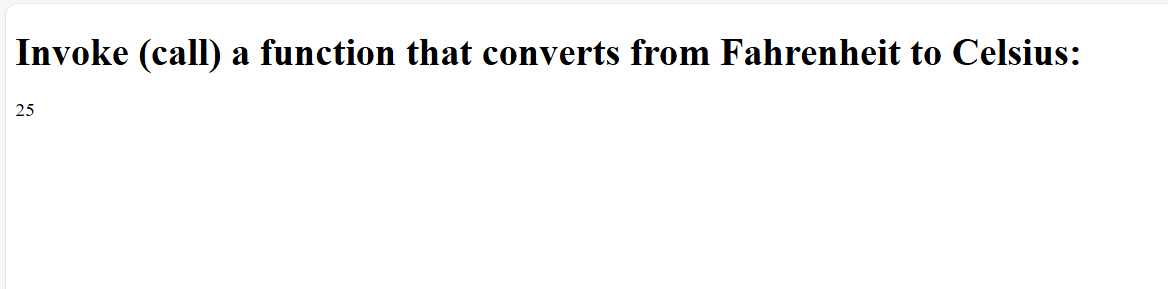 Invoke (call) a function that converts from Fahrenheit to Celsius:
25